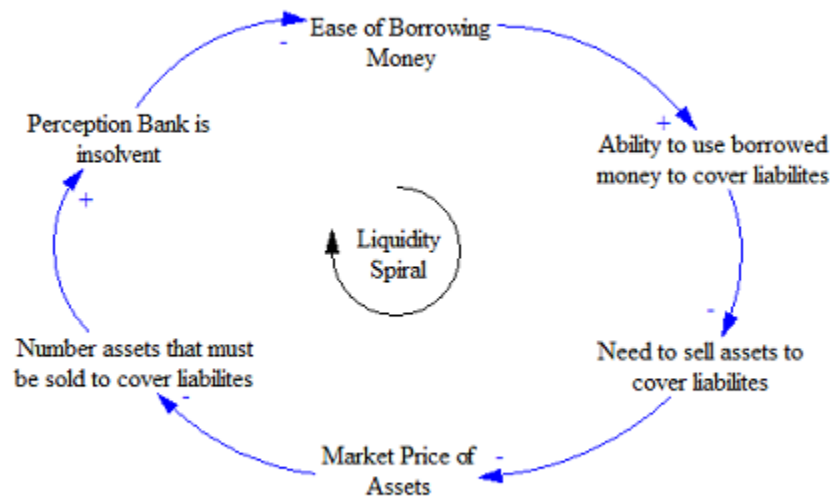 Ease of Borrowing
Money
-
+
Ability to use borrowed
money to cover liabilites
-
Need to sell assets to
cover liabilites
-
Market Price of
Assets
-
Number assets that must
be sold to cover liabilites
+
Perception Bank is
insolvent
Liquidity
Spiral